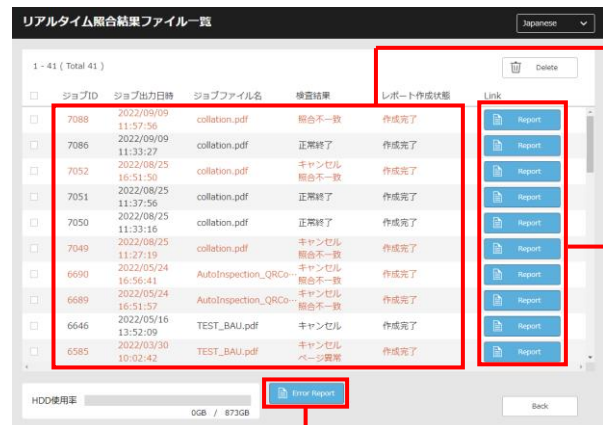 リアルタイム照合結果ファイル一覧
Japanese
1 - 41 ( Total 41 )
Delete
ジョブID ジョブ出力日時 ジョブファイル名 検査結果 レポート作成状態 Link
7088 2022/09/09 11:57:56 collation.pdf 照合不一致 作成完了 Report
7086 2022/09/09 11:33:27 collation.pdf 正常終了 作成完了 Report
7052 2022/08/25 16:51:50 collation.pdf キャンセル 照合不一致 作成完了 Report
7051 2022/08/25 11:37:56 collation.pdf 正常終了 作成完了 Report
7050 2022/08/25 11:33:16 collation.pdf 正常終了 作成完了 Report
7049 2022/08/25 11:27:19 collation.pdf キャンセル 照合不一致 作成完了 Report
6690 2022/05/24 16:56:41 AutoInspection_QRCo… キャンセル 照合不一致 作成完了 Report
6689 2022/05/24 16:51:57 AutoInspection_QRCo… キャンセル 照合不一致 作成完了 Report
6646 2022/05/16 13:52:09 TEST_BAU.pdf キャンセル 作成完了 Report
6585 2022/03/30 10:02:42 TEST_BAU.pdf キャンセル ページ異常 作成完了 Report
HDD使用率
0GB / 873GB
Error Report
Back